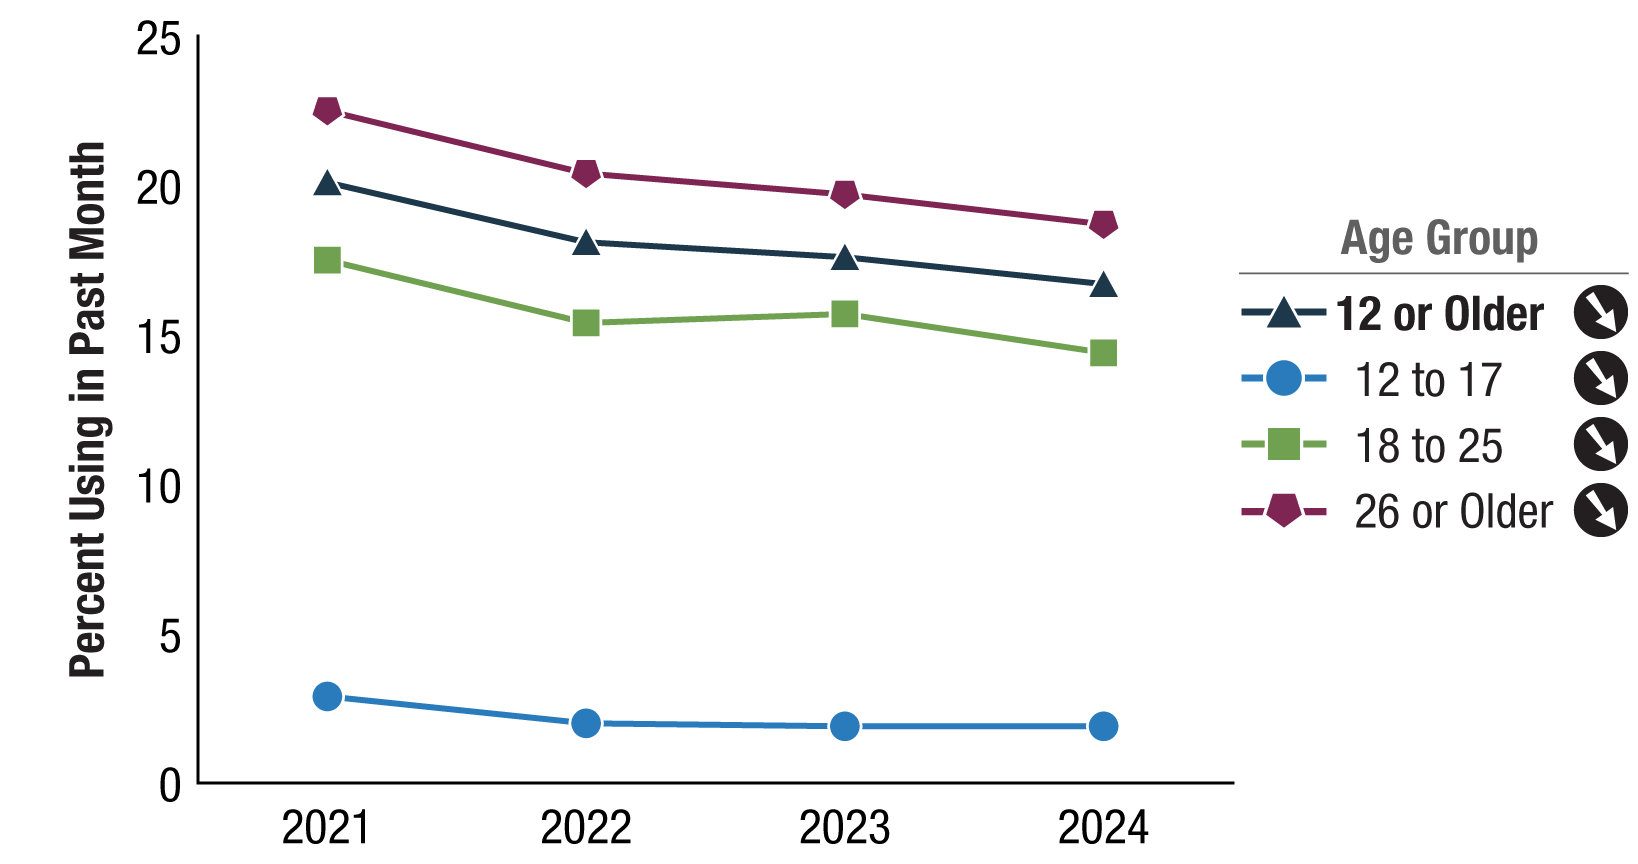 Percent Using in Past Month
25
20
15
10
5
0
2021 2022 2023 2024
Age Group
12 or Older
12 to 17
18 to 25
26 or Older